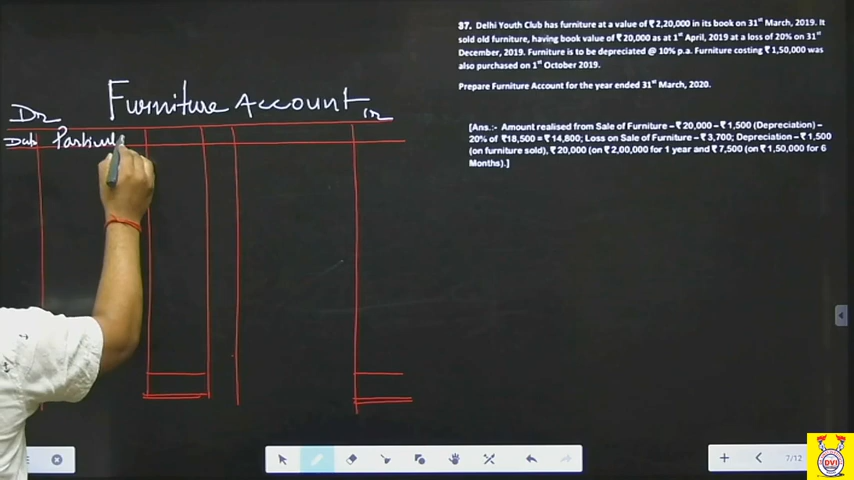 37. Delhi Youth Club has furniture at a value of ₹ 2,20,000 in its book on 31st March, 2019. It
sold old furniture, having book value of ₹ 20,000 as at 1st April, 2019 at a loss of 20% on 31st
December, 2019. Furniture is to be depreciated @ 10% p.a. Furniture costing ₹ 1,50,000 was
also purchased on 1st October 2019.
Prepare Furniture Account for the year ended 31st March, 2020.
[Ans.:- Amount realised from Sale of Furniture – ₹ 20,000 – ₹ 1,500 (Depreciation) –
20% of ₹18,500 = ₹ 14,800; Loss on Sale of Furniture – ₹ 3,700; Depreciation – ₹ 1,500
(on furniture sold), ₹ 20,000 (on ₹ 2,00,000 for 1 year and ₹ 7,500 (on ₹ 1,50,000 for 6
Months).]
Dr Furniture Account
7/12
DVI